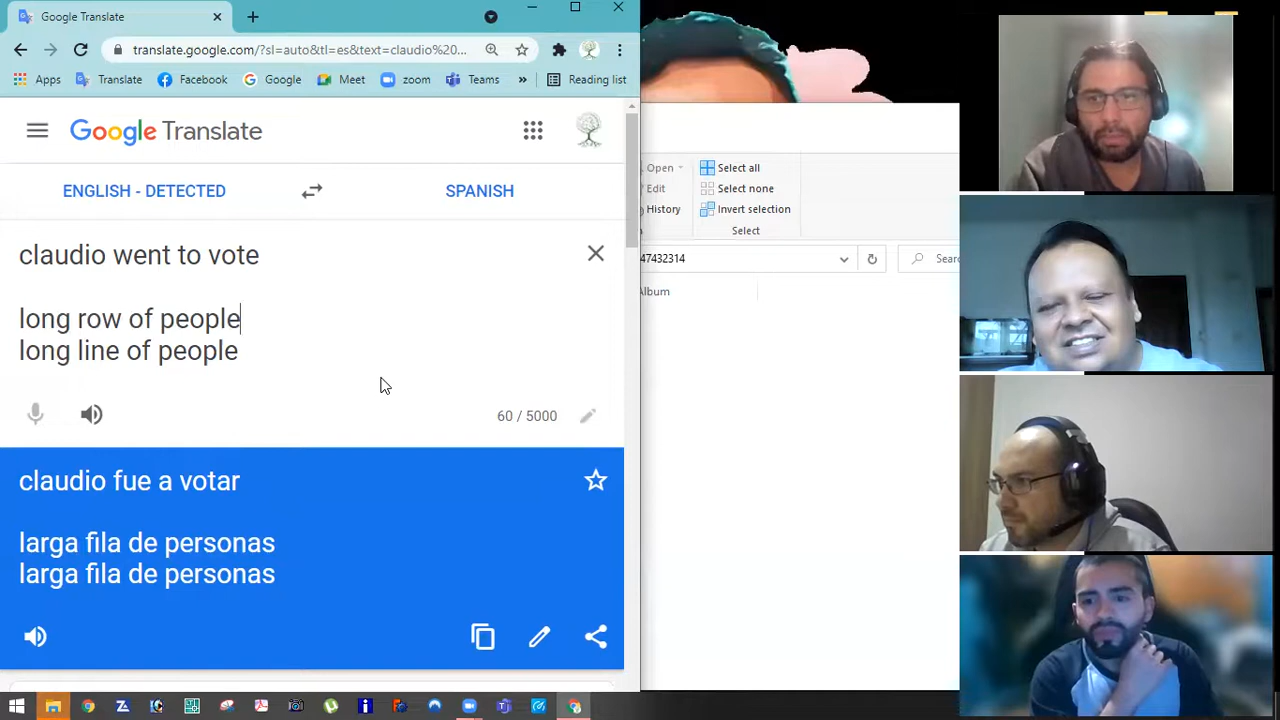 Google Translate
translate.google.com/?sl=auto&tl=es&text=claudio%20...
Apps
Translate
Facebook
Google
Meet
zoom
Teams
»
Reading list
Google Translate
ENGLISH - DETECTED
SPANISH
claudio went to vote
long row of people
long line of people
60 / 5000
claudio fue a votar
larga fila de personas
larga fila de personas
Open
Edit
History
Select all
Select none
Invert selection
Select
47432314
Sear
Album